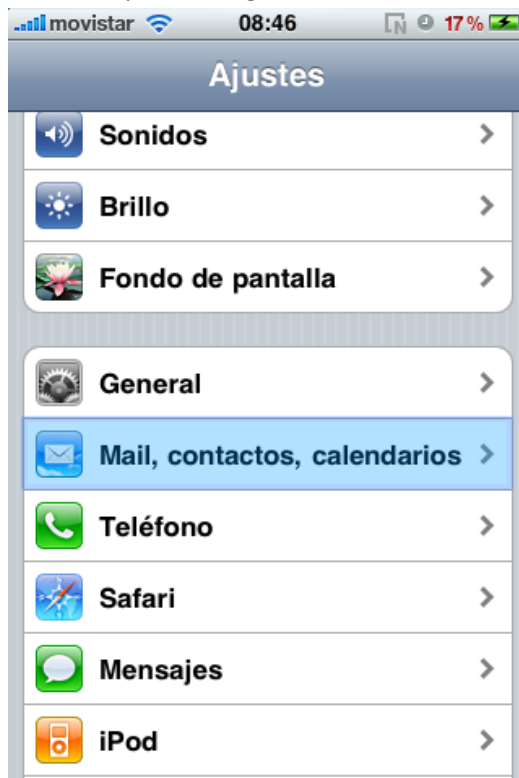 movistar 08:46 N 17%
Ajustes
Sonidos
Brillo
Fondo de pantalla
General
Mail, contactos, calendarios
Teléfono
Safari
Mensajes
iPod